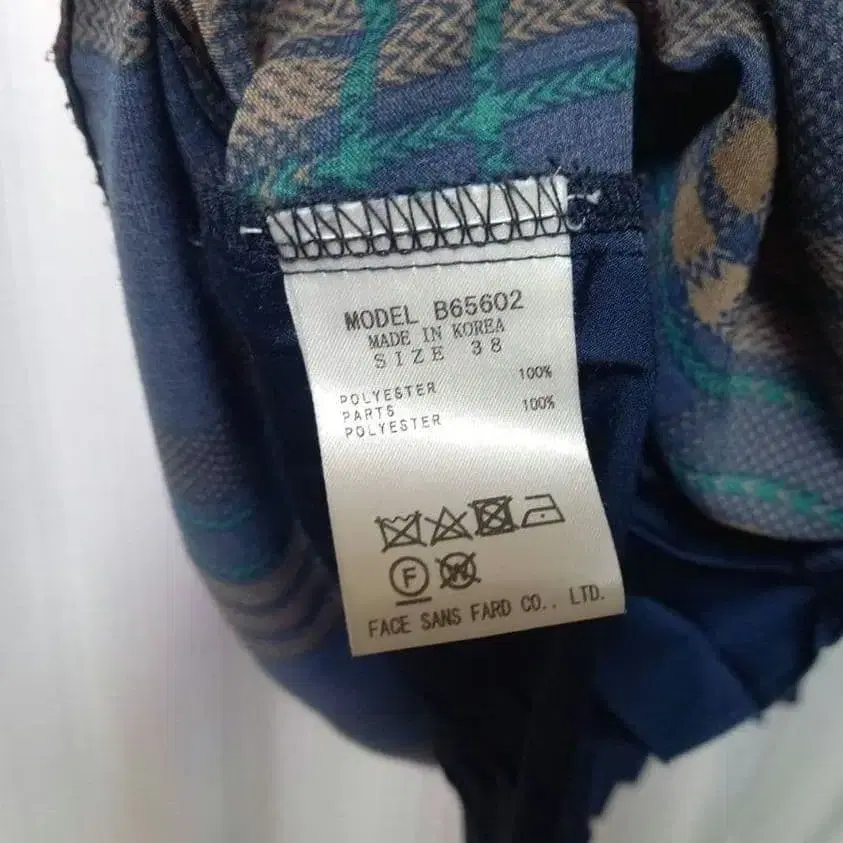 MODEL B65602
MADE IN KOREA
SIZE 38
POLYESTER 100%
PARTS
POLYESTER 100%
F W
FACE SANS FARD CO., LTD.